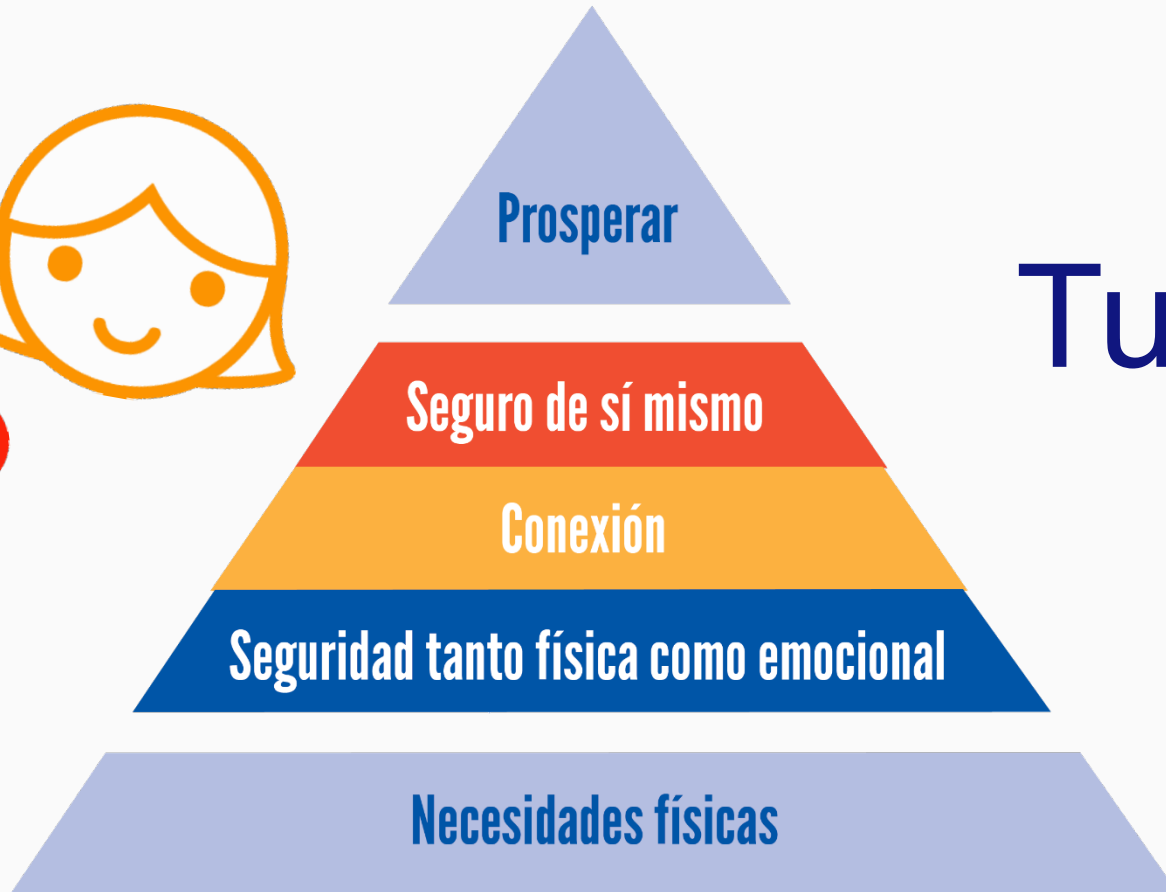 Prosperar
Tu
Seguro de sí mismo
Conexión
Seguridad tanto física como emocional
Necesidades físicas